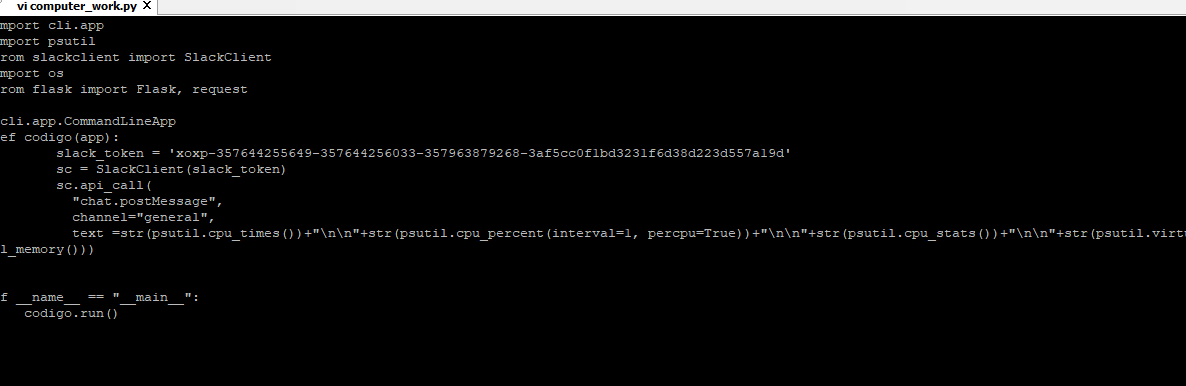 vi computer_work.py X
mport cli.app
mport psutil
rom slackclient import SlackClient
mport os
rom flask import Flask, request
cli.app.CommandLineApp
ef codigo(app):
slack_token = 'xoxp-357644255649-357644256033-357963879268-3af5cc0f1bd3231f6d38d223d557a19d'
sc = SlackClient(slack_token)
sc.api_call(
"chat.postMessage",
channel="general",
text =str(psutil.cpu_times())+"\n\n"+str(psutil.cpu_percent(interval=1, percpu=True))+"\n\n"+str(psutil.cpu_stats())+"\n\n"+str(psutil.virtu
l_memory()))
f __name__ == "__main__":
codigo.run()